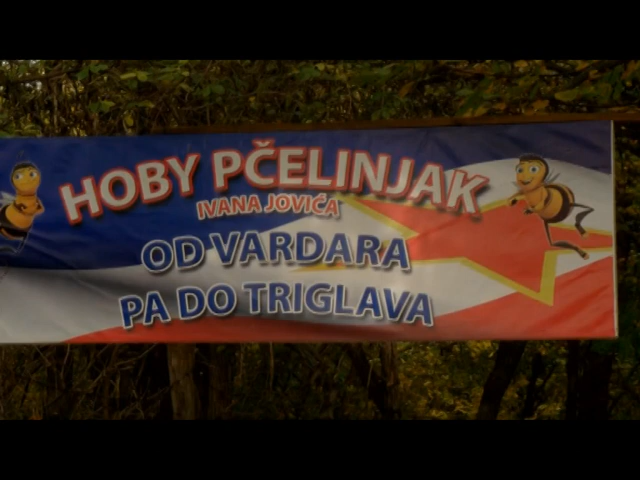 HOBY PČELINJAK
IVANA JOVIĆA
OD VARDARA
PA DO TRIGLAVA